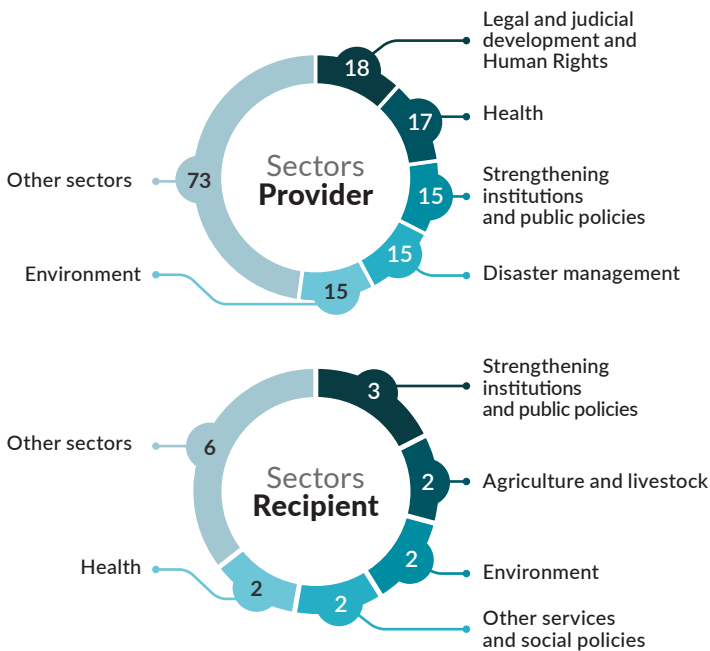 Legal and judicial
development and
Human Rights
18
Health
17
Strengthening
institutions
and public policies
15
Disaster management
15
Environment
15
Other sectors
73
Sectors
Provider
Strengthening
institutions
and public policies
3
Agriculture and livestock
2
Environment
2
Other services
and social policies
2
Health
2
Other sectors
6
Sectors
Recipient